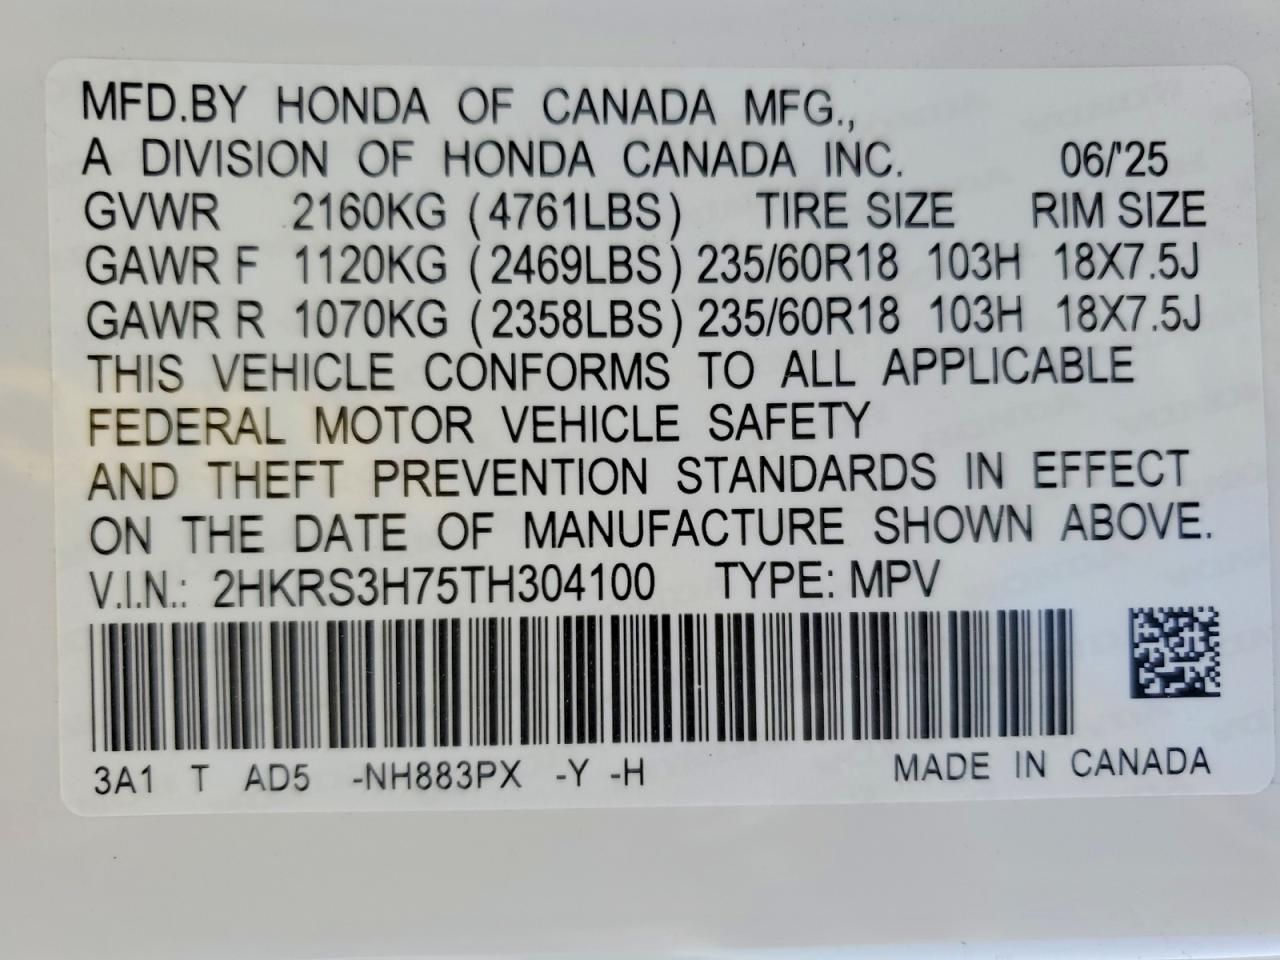 MFD.BY HONDA OF CANADA MFG.,
A DIVISION OF HONDA CANADA INC. 06/'25
GVWR 2160KG (4761LBS) TIRE SIZE RIM SIZE
GAWR F 1120KG (2469LBS) 235/60R18 103H 18X7.5J
GAWR R 1070KG (2358LBS) 235/60R18 103H 18X7.5J
THIS VEHICLE CONFORMS TO ALL APPLICABLE
FEDERAL MOTOR VEHICLE SAFETY
AND THEFT PREVENTION STANDARDS IN EFFECT
ON THE DATE OF MANUFACTURE SHOWN ABOVE.
V.I.N.: 2HKRS3H75TH304100 TYPE: MPV
3A1 T AD5 -NH883PX -Y -H MADE IN CANADA